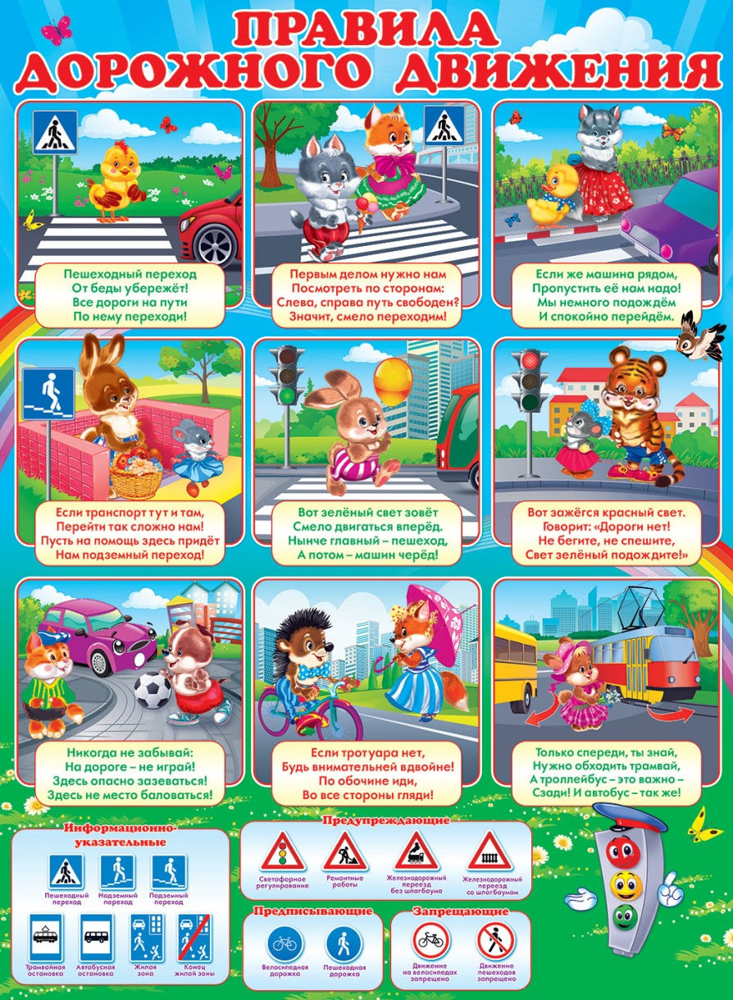 ПРАВИЛА
ДОРОЖНОГО ДВИЖЕНИЯ
Пешеходный переход
От беды убережёт!
Все дороги на пути
По нему переходи!
Первым делом нужно нам
Посмотреть по сторонам:
Слева, справа путь свободен?
Значит, смело переходим!
Если же машина рядом,
Пропустить её нам надо!
Мы немного подождём
И спокойно перейдём.
Если транспорт тут и там,
Перейти так сложно нам!
Пусть на помощь здесь придёт
Нам подземный переход!
Вот зелёный свет зовёт
Смело двигаться вперёд.
Нынче главный – пешеход,
А потом – машин черёд!
Вот зажёгся красный свет.
Говорит: «Дороги нет!
Не бегите, не спешите,
Свет зелёный подождите!»
Никогда не забывай:
На дороге – не играй!
Здесь опасно зазеваться!
Здесь не место баловаться!
Если тротуара нет,
Будь внимательней вдвойне!
По обочине иди,
Во все стороны гляди!
Только спереди, ты знай,
Нужно обходить трамвай,
А троллейбус – это важно –
Сзади! И автобус – так же!
Информационно-
указательные
Пешеходный
переход
Надземный
переход
Подземный
переход
Трамвайная
остановка
Автобусная
остановка
Жилая
зона
Конец
жилой зоны
Предупреждающие
Светофорное
регулирование
Ремонтные
работы
Железнодорожный
переезд
без шлагбаума
Железнодорожный
переезд
со шлагбаумом
Предписывающие
Велосипедная
дорожка
Пешеходная
дорожка
Запрещающие
Движение
на велосипедах
запрещено
Движение
пешеходов
запрещено